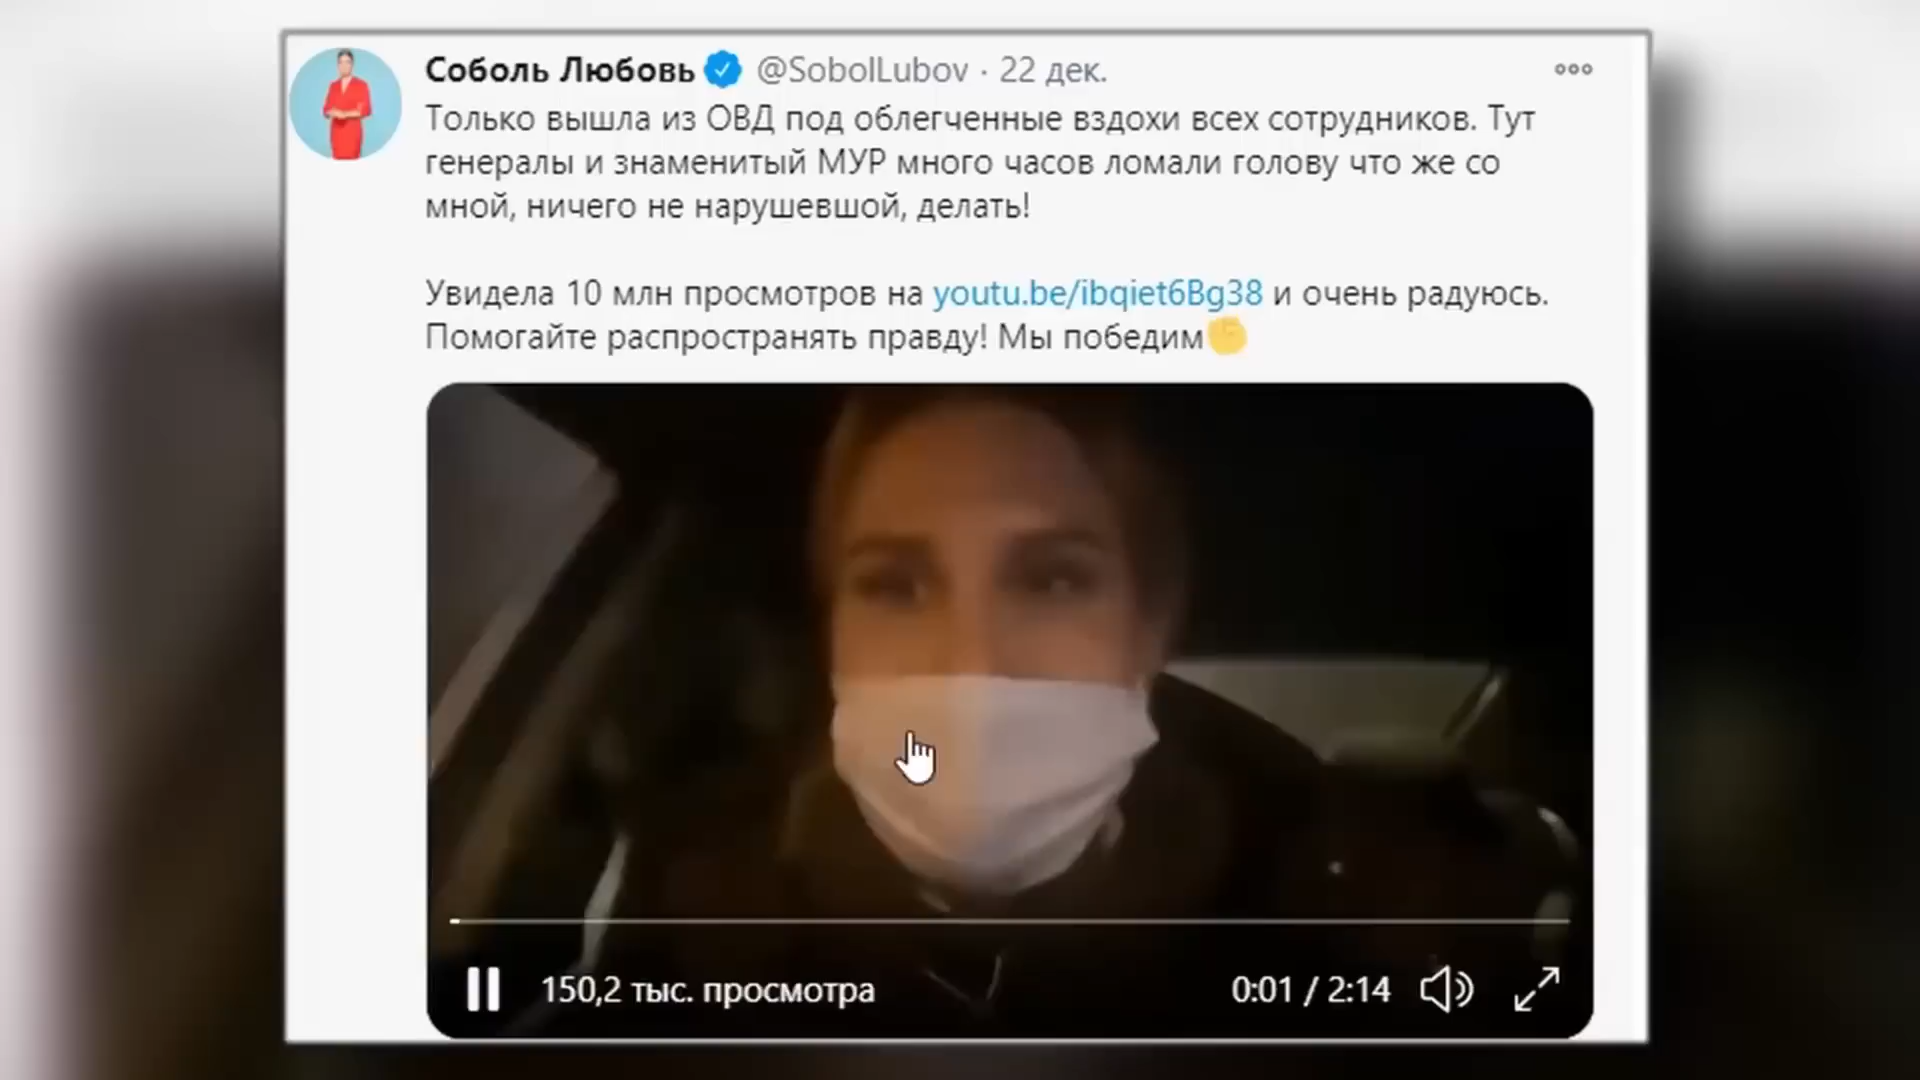 Соболь Любовь @SobolLubov · 22 дек.
Только вышла из ОВД под облегченные вздохи всех сотрудников. Тут
генералы и знаменитый МУР много часов ломали голову что же со
мной, ничего не нарушевшой, делать!
Увидела 10 млн просмотров на youtu.be/ibqiet6Bg38 и очень радуюсь.
Помогайте распространять правду! Мы победим✊
150,2 тыс. просмотра
0:01 / 2:14